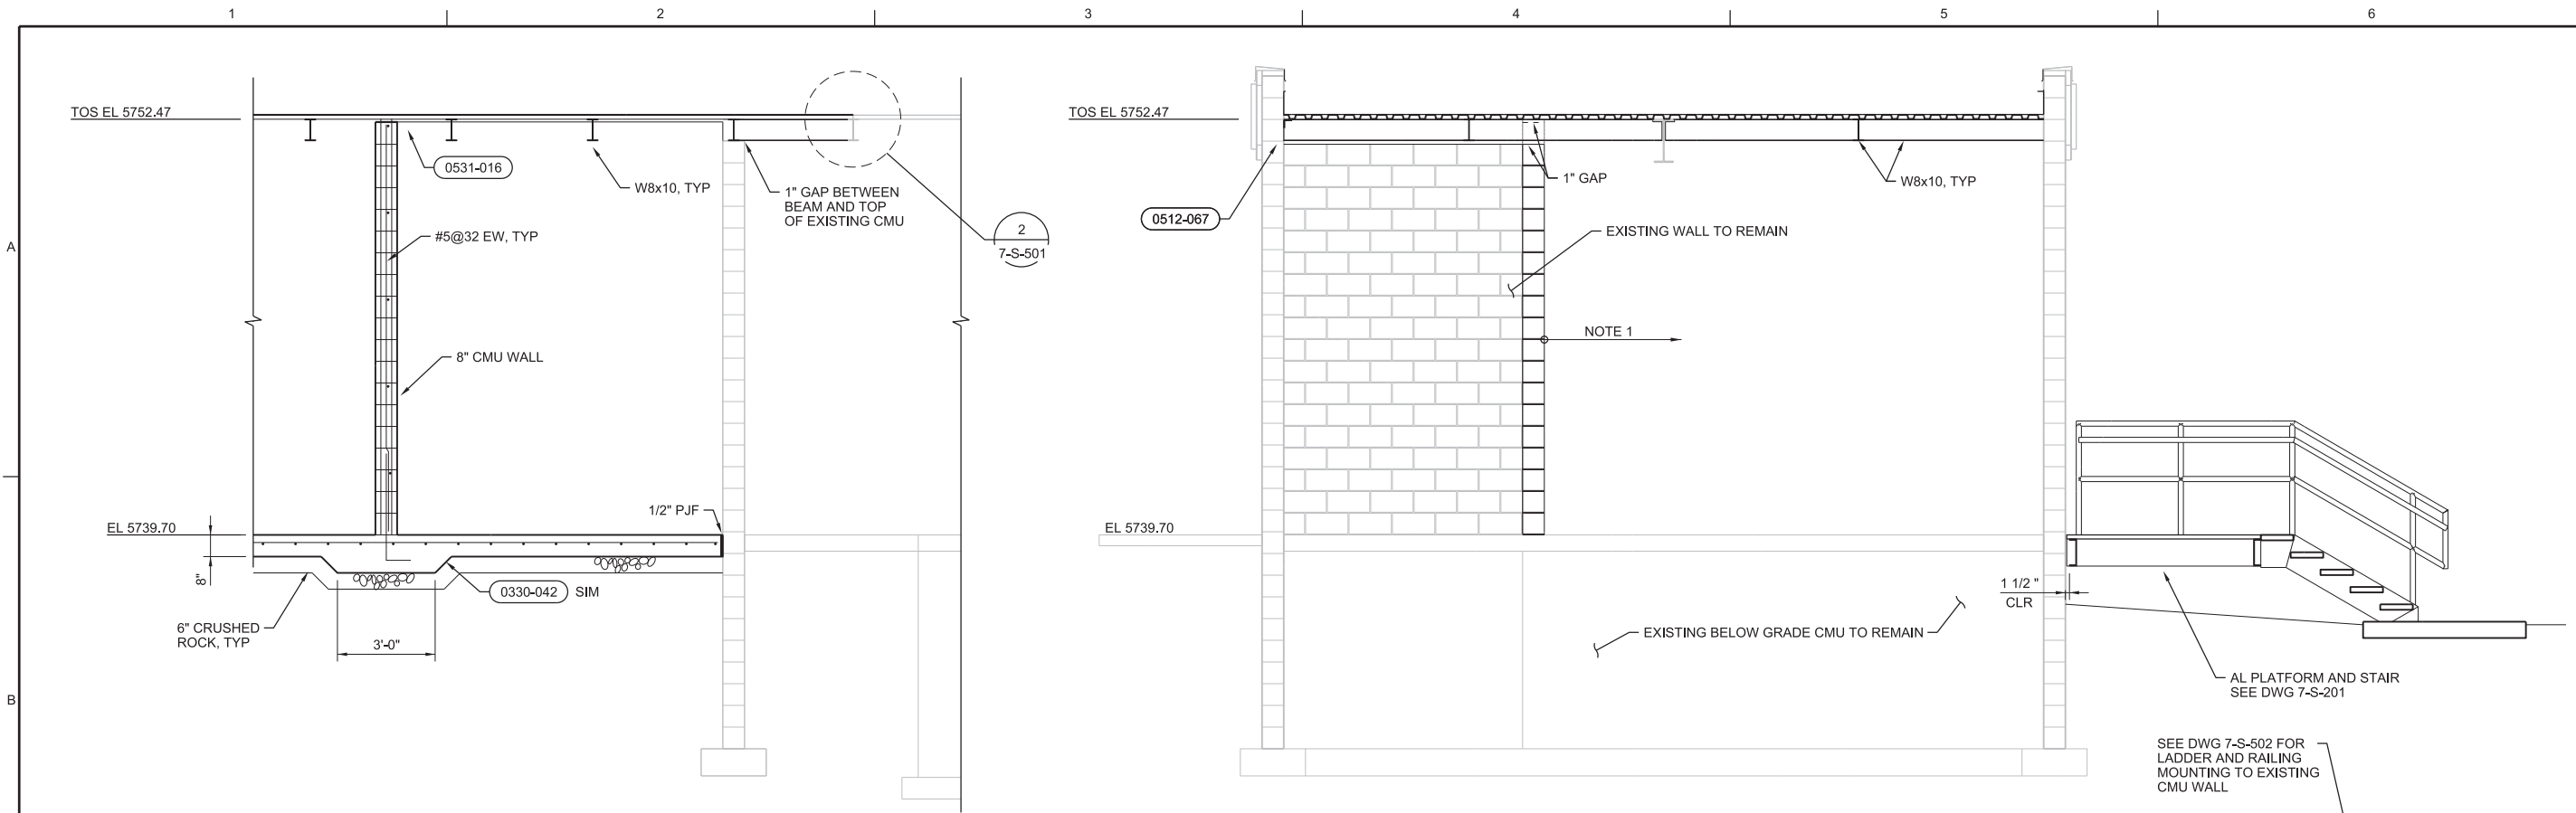 1 2 3 4 5 6
TOS EL 5752.47
0531-016
W8x10, TYP
1" GAP BETWEEN
BEAM AND TOP
OF EXISTING CMU
2
7-S-501
#5@32 EW, TYP
8" CMU WALL
1/2" PJF
EL 5739.70
8"
0330-042 SIM
6" CRUSHED
ROCK, TYP
3'-0"
TOS EL 5752.47
1" GAP
W8x10, TYP
0512-067
EXISTING WALL TO REMAIN
NOTE 1
EL 5739.70
1 1/2 "
CLR
EXISTING BELOW GRADE CMU TO REMAIN
AL PLATFORM AND STAIR
SEE DWG 7-S-201
SEE DWG 7-S-502 FOR
LADDER AND RAILING
MOUNTING TO EXISTING
CMU WALL
A
B